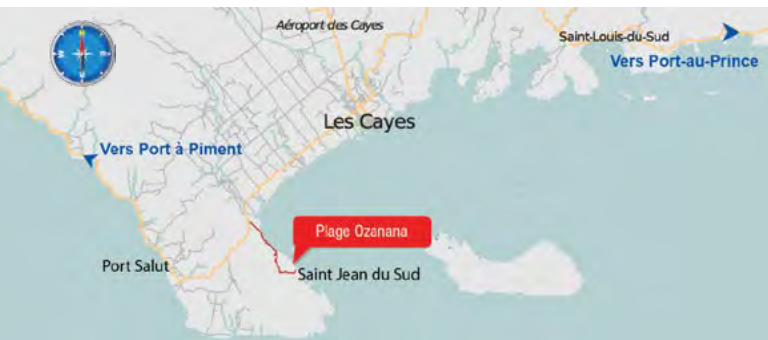 Aéroport des Cayes
Saint-Louis-du-Sud
Vers Port-au-Prince
Les Cayes
Vers Port à Piment
Plage Ozanana
Port Salut
Saint Jean du Sud